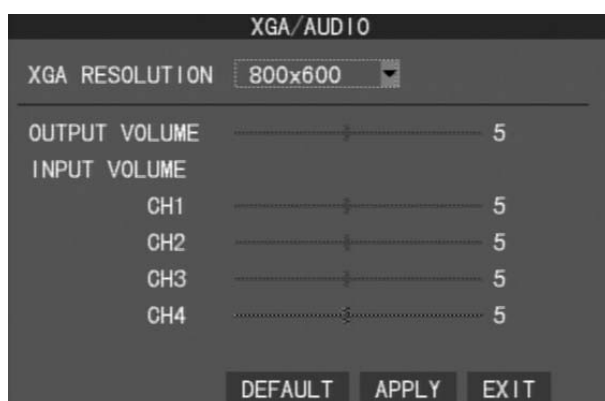 XGA/AUDIO
XGA RESOLUTION 800x600
OUTPUT VOLUME 5
INPUT VOLUME
CH1 5
CH2 5
CH3 5
CH4 5
DEFAULT APPLY EXIT